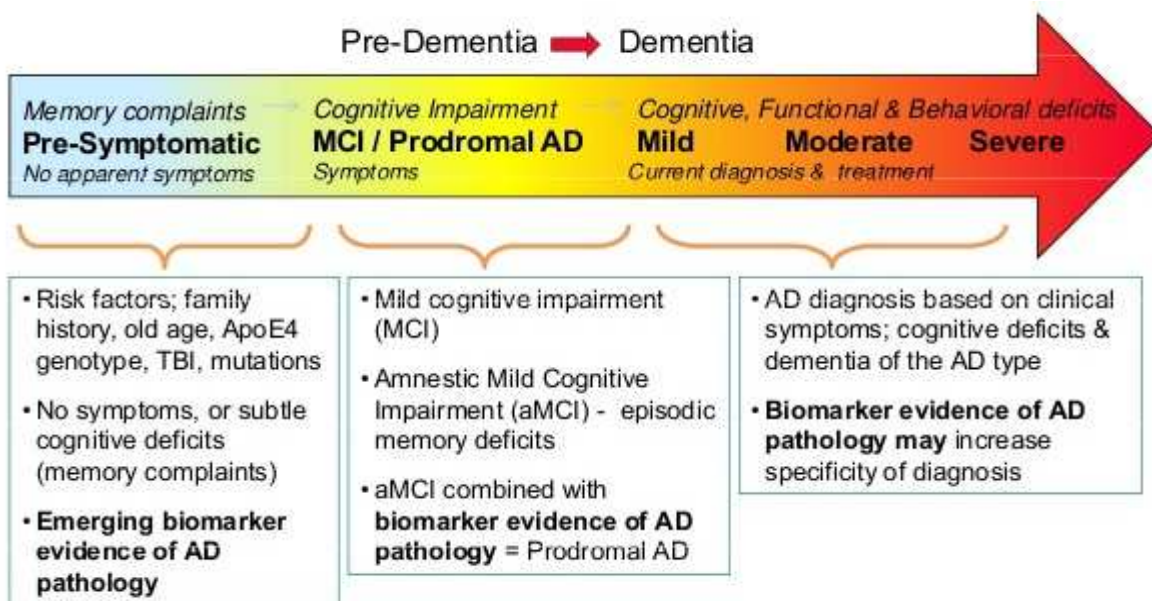 Pre-Dementia Dementia
Memory complaints Cognitive Impairment Cognitive, Functional & Behavioral deficits
Pre-Symptomatic MCI / Prodromal AD Mild Moderate Severe
No apparent symptoms Symptoms Current diagnosis & treatment
• Risk factors; family
history, old age, ApoE4
genotype, TBI, mutations
• No symptoms, or subtle
cognitive deficits
(memory complaints)
• Emerging biomarker
evidence of AD
pathology
• Mild cognitive impairment
(MCI)
• Amnestic Mild Cognitive
Impairment (aMCI) - episodic
memory deficits
• aMCI combined with
biomarker evidence of AD
pathology = Prodromal AD
• AD diagnosis based on clinical
symptoms; cognitive deficits &
dementia of the AD type
• Biomarker evidence of AD
pathology may increase
specificity of diagnosis